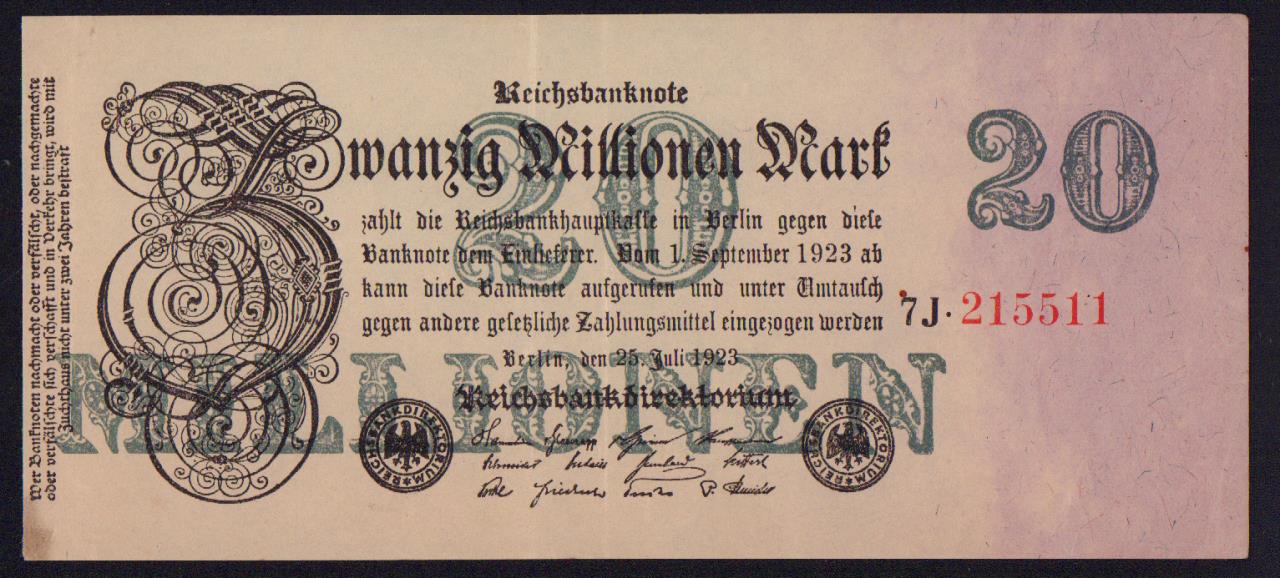 Wer Banknoten nachmacht oder verfälscht, oder nachgemachte
oder verfälschte sich verschafft und in Verkehr bringt, wird mit
Zuchthaus nicht unter zwei Jahren bestraft
Reichsbanknote
Zwanzig Millionen Mark
20
20
zahlt die Reichsbankhauptkasse in Berlin gegen diese
Banknote dem Einlieferer. Vom 1. September 1923 ab
kann diese Banknote aufgerufen und unter Umtausch
gegen andere gesetzliche Zahlungsmittel eingezogen werden
7J·215511
Berlin, den 25. Juli 1923
MILLIONEN
Reichsbankdirektorium
REICHSBANKDIREKTORIUM
REICHSBANKDIREKTORIUM